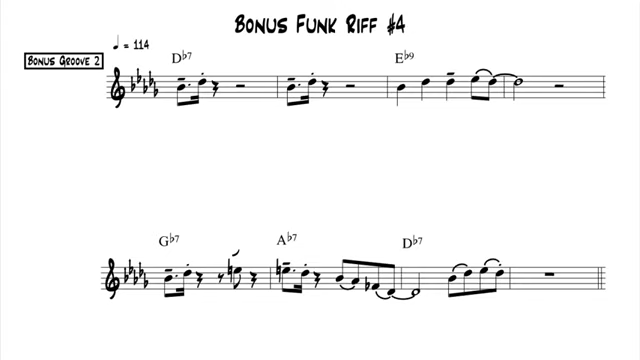 Bonus Funk Riff #4
♩ = 114
Bonus Groove 2
D♭7 E♭9
G♭7 A♭7 D♭7